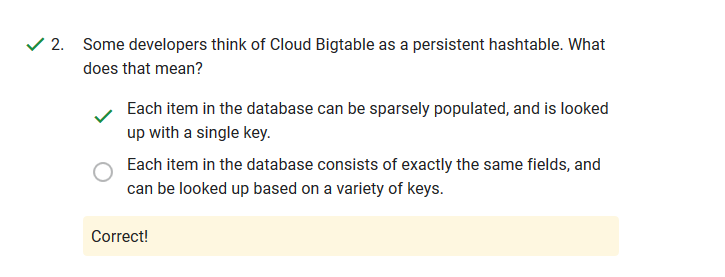 2. Some developers think of Cloud Bigtable as a persistent hashtable. What
does that mean?
Each item in the database can be sparsely populated, and is looked
up with a single key.
Each item in the database consists of exactly the same fields, and
can be looked up based on a variety of keys.
Correct!